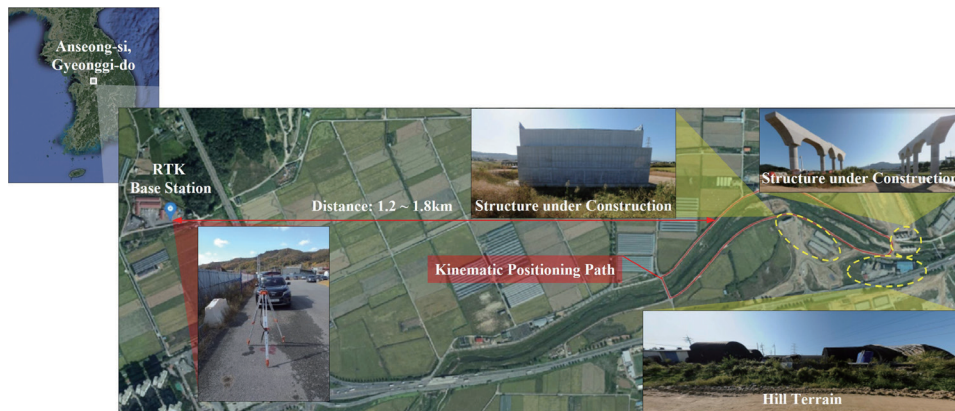 Anseong-si,
Gyeonggi-do
RTK
Base Station
Distance: 1.2 ~ 1.8km
Structure under Construction
Structure under Construction
Kinematic Positioning Path
Hill Terrain